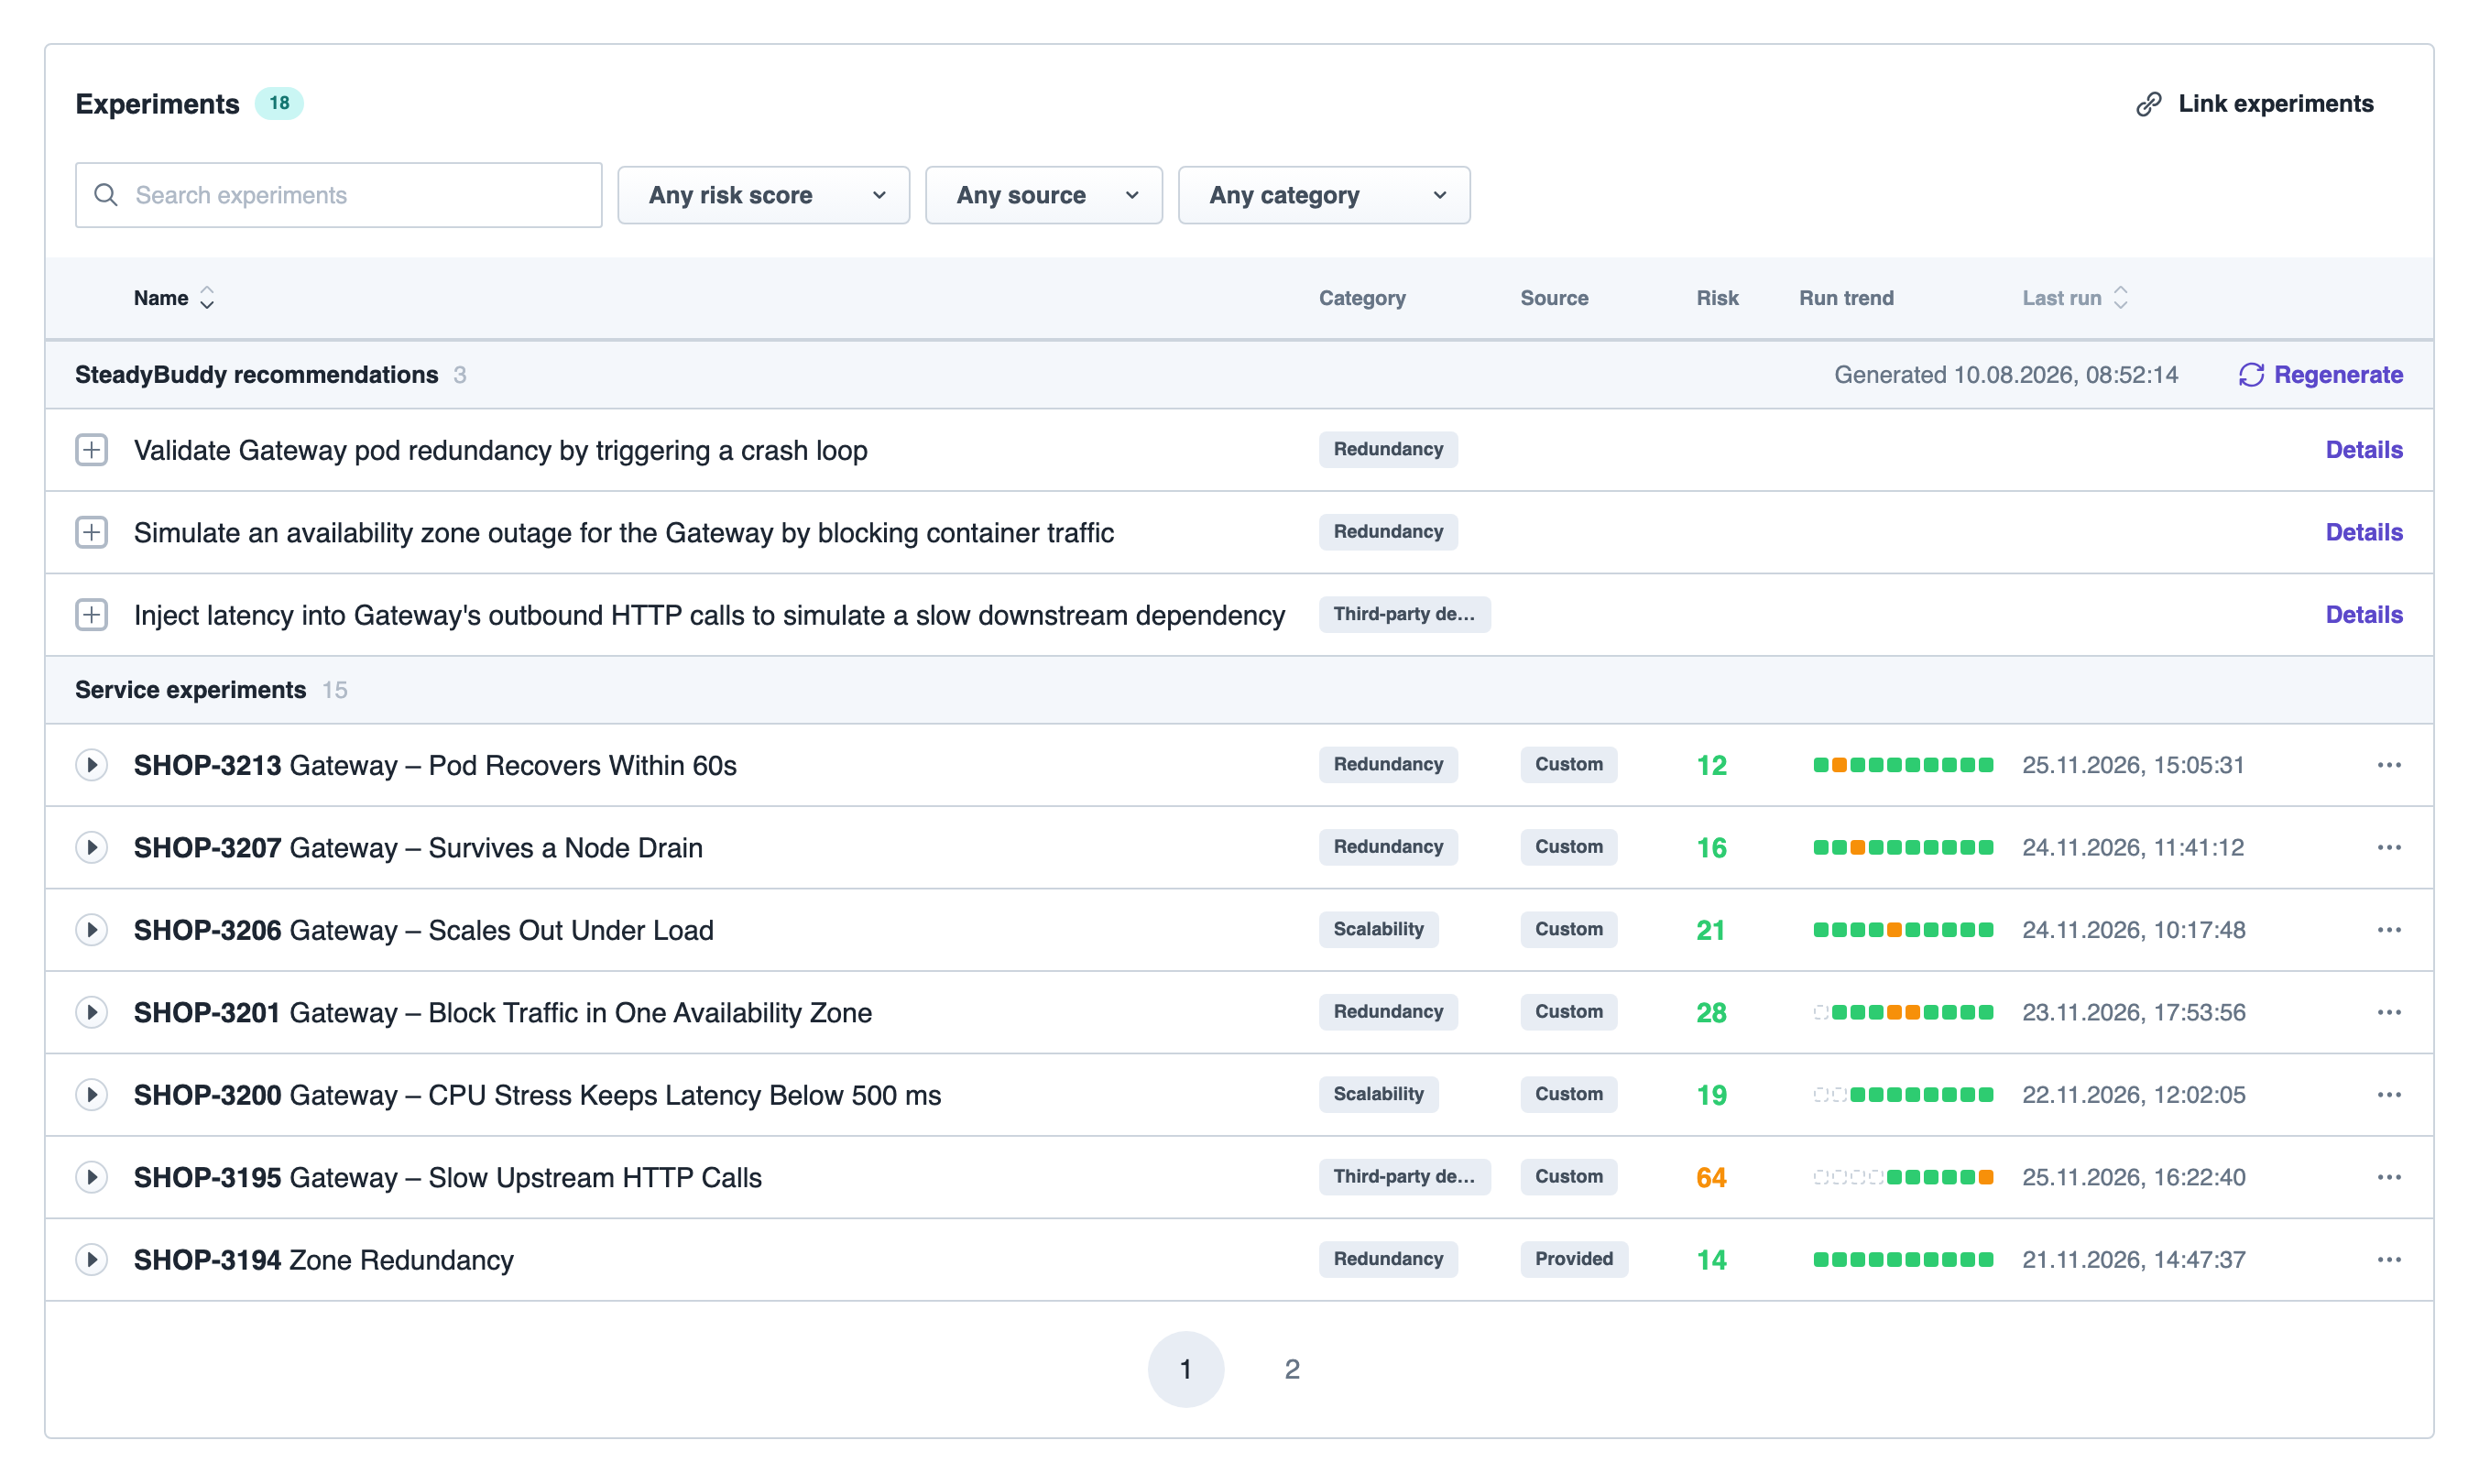 Experiments 18
Link experiments
Search experiments
Any risk score
Any source
Any category
Name Category Source Risk Run trend Last run
SteadyBuddy recommendations 3 Generated 10.08.2026, 08:52:14 Regenerate
Validate Gateway pod redundancy by triggering a crash loop Redundancy Details
Simulate an availability zone outage for the Gateway by blocking container traffic Redundancy Details
Inject latency into Gateway's outbound HTTP calls to simulate a slow downstream dependency Third-party de... Details
Service experiments 15
SHOP-3213 Gateway – Pod Recovers Within 60s Redundancy Custom 12 25.11.2026, 15:05:31
SHOP-3207 Gateway – Survives a Node Drain Redundancy Custom 16 24.11.2026, 11:41:12
SHOP-3206 Gateway – Scales Out Under Load Scalability Custom 21 24.11.2026, 10:17:48
SHOP-3201 Gateway – Block Traffic in One Availability Zone Redundancy Custom 28 23.11.2026, 17:53:56
SHOP-3200 Gateway – CPU Stress Keeps Latency Below 500 ms Scalability Custom 19 22.11.2026, 12:02:05
SHOP-3195 Gateway – Slow Upstream HTTP Calls Third-party de... Custom 64 25.11.2026, 16:22:40
SHOP-3194 Zone Redundancy Redundancy Provided 14 21.11.2026, 14:47:37
1 2